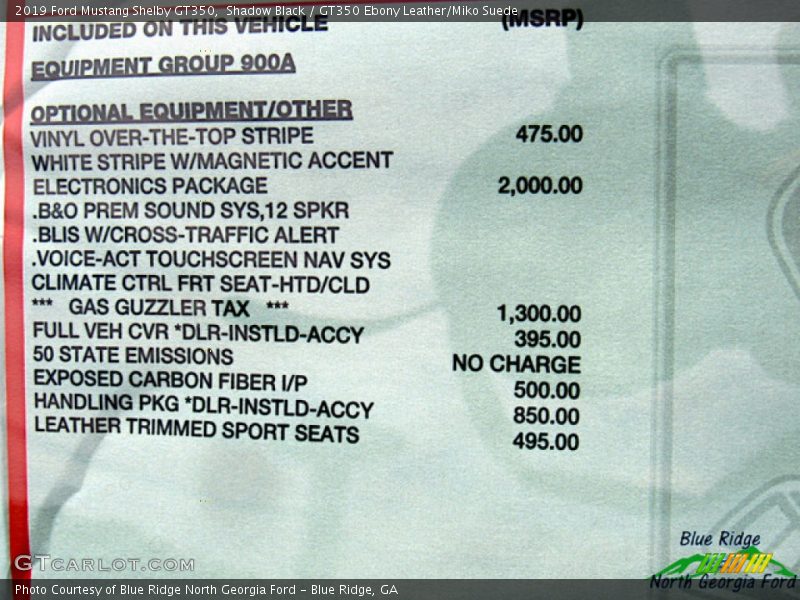 2019 Ford Mustang Shelby GT350, Shadow Black / GT350 Ebony Leather/Miko Suede
INCLUDED ON THIS VEHICLE (MSRP)
EQUIPMENT GROUP 900A
OPTIONAL EQUIPMENT/OTHER
VINYL OVER-THE-TOP STRIPE 475.00
WHITE STRIPE W/MAGNETIC ACCENT
ELECTRONICS PACKAGE 2,000.00
.B&O PREM SOUND SYS,12 SPKR
.BLIS W/CROSS-TRAFFIC ALERT
.VOICE-ACT TOUCHSCREEN NAV SYS
CLIMATE CTRL FRT SEAT-HTD/CLD
*** GAS GUZZLER TAX *** 1,300.00
FULL VEH CVR *DLR-INSTLD-ACCY 395.00
50 STATE EMISSIONS NO CHARGE
EXPOSED CARBON FIBER I/P 500.00
HANDLING PKG *DLR-INSTLD-ACCY 850.00
LEATHER TRIMMED SPORT SEATS 495.00
Blue Ridge
North Georgia Ford
GTCARLOT.COM
Photo Courtesy of Blue Ridge North Georgia Ford - Blue Ridge, GA